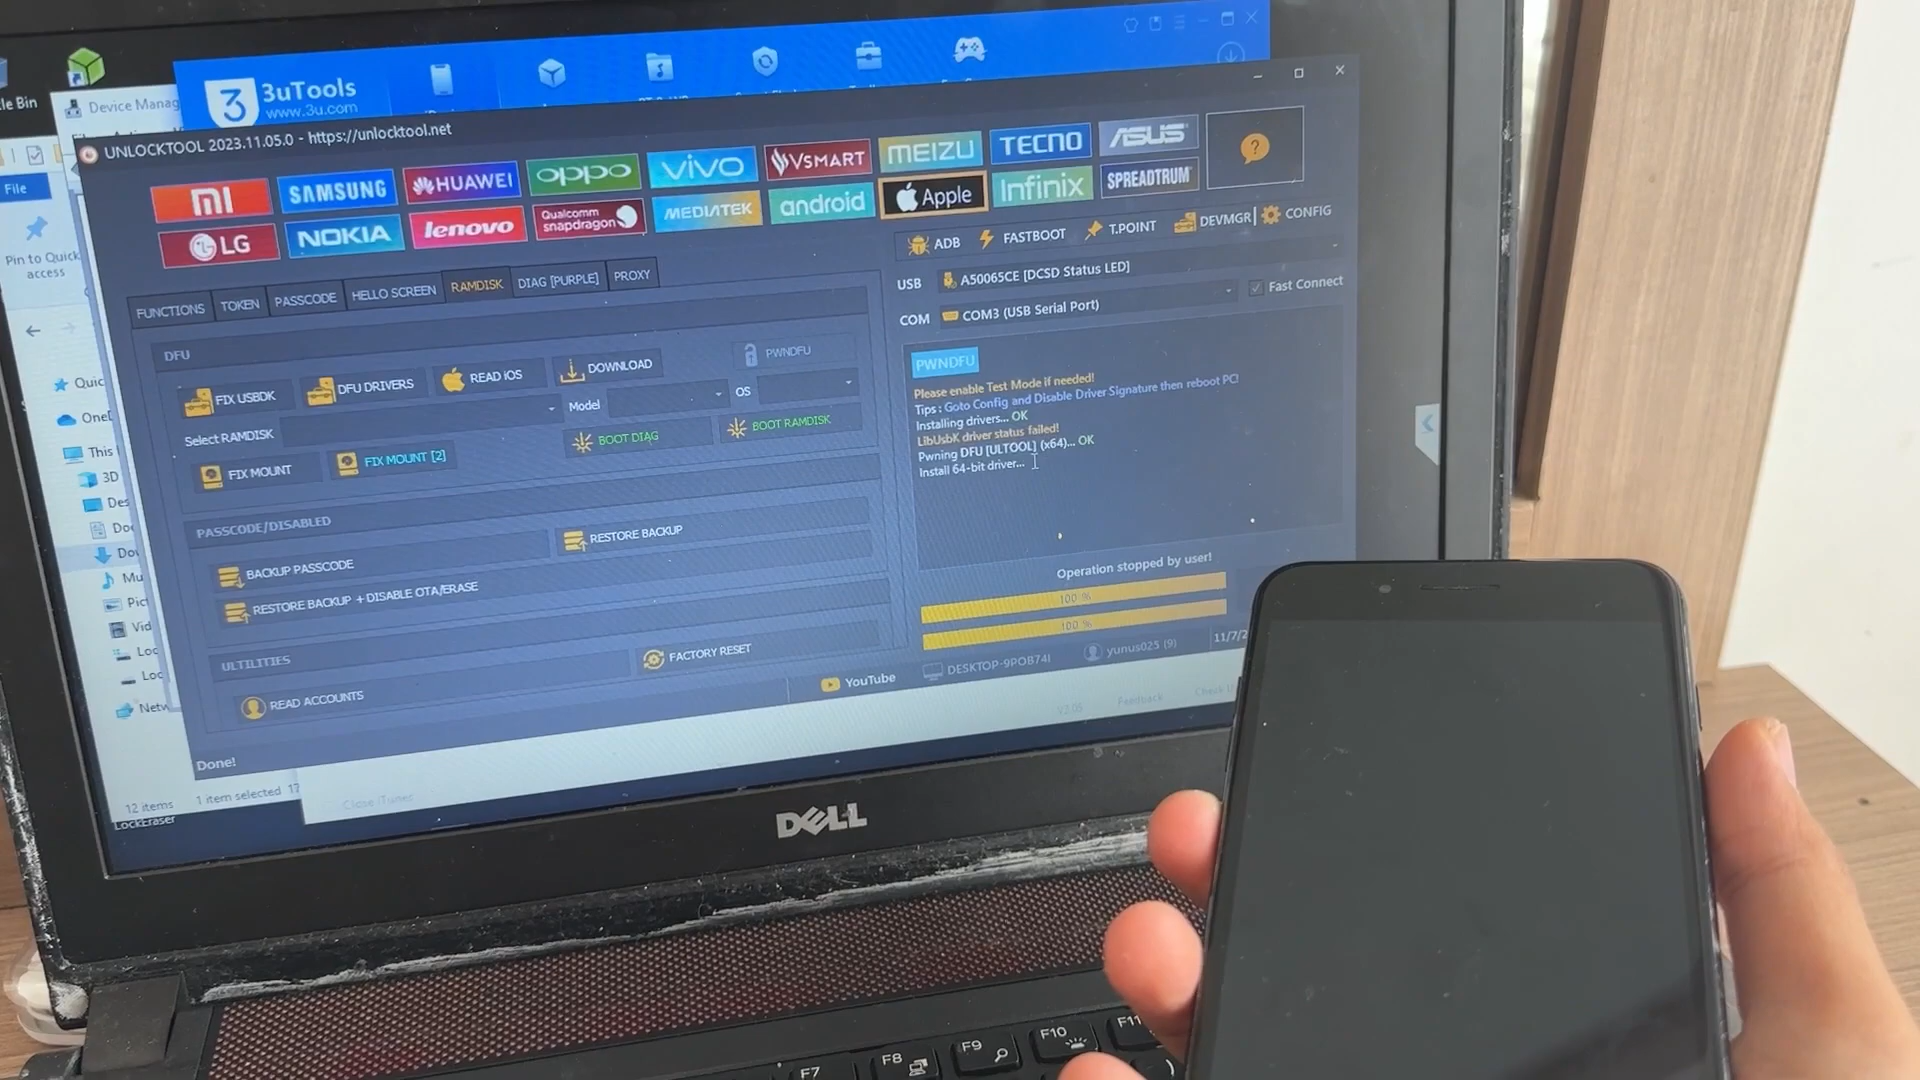 3uTools
www.3u.com
Device Manag
File
Pin to Quick
access
UNLOCKTOOL 2023.11.05.0 - https://unlocktool.net
MI
SAMSUNG
HUAWEI
oppo
vivo
VSMART
MEIZU
TECNO
ASUS
LG
NOKIA
lenovo
Qualcomm
snapdragon
MEDIATEK
android
Apple
Infinix
SPREADTRUM
?
ADB
FASTBOOT
T.POINT
DEVMGR
CONFIG
FUNCTIONS
TOKEN
PASSCODE
HELLO SCREEN
RAMDISK
DIAG [PURPLE]
PROXY
USB
A50065CE [DCSD Status LED]
COM
COM3 (USB Serial Port)
Fast Connect
DFU
FIX USBDK
DFU DRIVERS
READ iOS
DOWNLOAD
PWNDFU
Select RAMDISK
Model
OS
BOOT DIAG
BOOT RAMDISK
FIX MOUNT
FIX MOUNT [2]
PASSCODE/DISABLED
BACKUP PASSCODE
RESTORE BACKUP
RESTORE BACKUP + DISABLE OTA/ERASE
ULTILITIES
FACTORY RESET
READ ACCOUNTS
PWNDFU
Please enable Test Mode if needed!
Tips : Goto Config and Disable Driver Signature then reboot PC!
Installing drivers... OK
LibUsbK driver status failed!
Pwning DFU [ULTOOL] (x64)... OK
Install 64-bit driver...
Operation stopped by user!
100 %
100 %
YouTube
DESKTOP-9POB74I
yunus025 (9)
11/7/2
Done!
Feedback
12 items
1 item selected
Close iTunes
LockEraser
DELL
F7
F8
F9
F10
F11